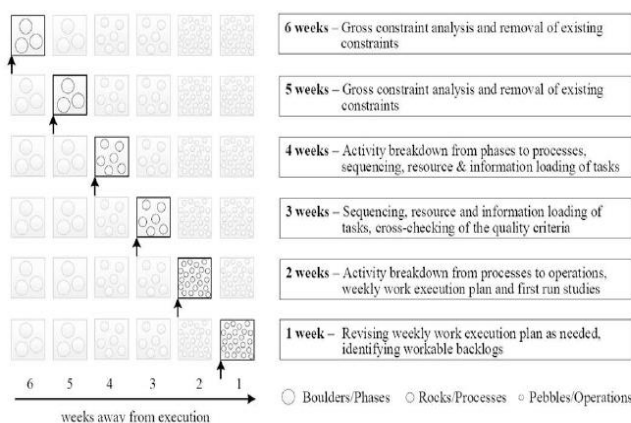 6 weeks – Gross constraint analysis and removal of existing
constraints
5 weeks – Gross constraint analysis and removal of existing
constraints
4 weeks – Activity breakdown from phases to processes,
sequencing, resource & information loading of tasks
3 weeks – Sequencing, resource and information loading of
tasks, cross-checking of the quality criteria
2 weeks – Activity breakdown from processes to operations,
weekly work execution plan and first run studies
1 week – Revising weekly work execution plan as needed,
identifying workable backlogs
6 5 4 3 2 1
weeks away from execution
Boulders/Phases Rocks/Processes Pebbles/Operations